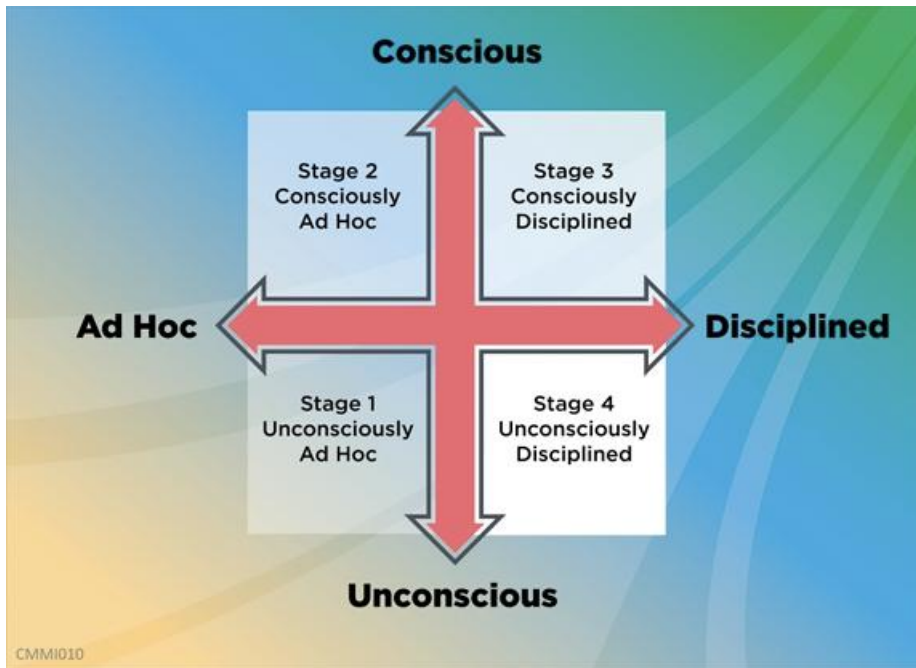 Conscious
Stage 2
Consciously
Ad Hoc
Stage 3
Consciously
Disciplined
Ad Hoc
Disciplined
Stage 1
Unconsciously
Ad Hoc
Stage 4
Unconsciously
Disciplined
Unconscious
CMMI010